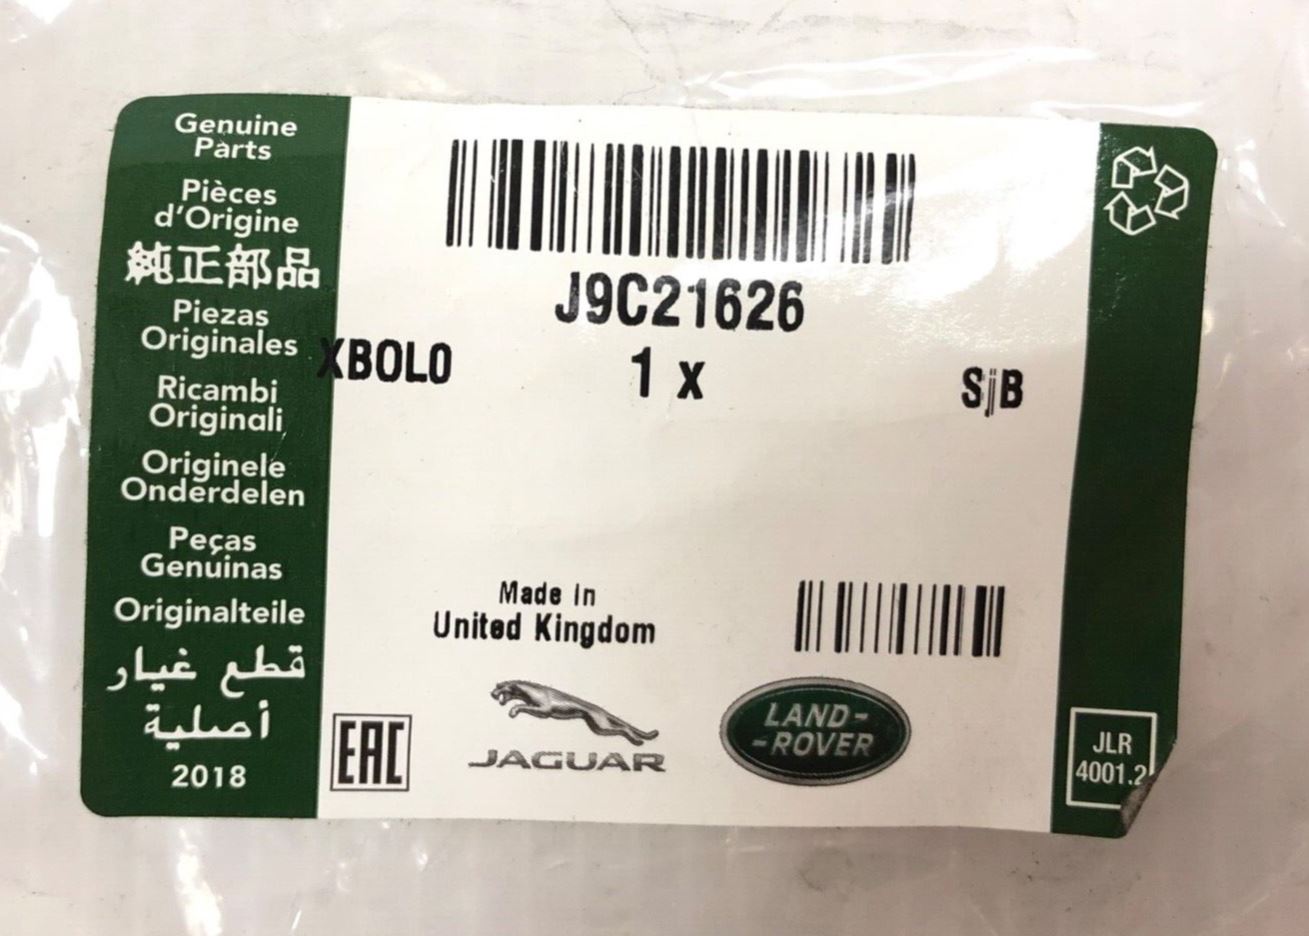 Genuine
Parts
Pièces
d'Origine
純正部品
Piezas
Originales
Ricambi
Originali
Originele
Onderdelen
Peças
Genuinas
Originalteile
قطع غيار
أصلية
2018
J9C21626
XBOLO
1 x
SjB
Made In
United Kingdom
EAC
JAGUAR
LAND-
-ROVER
JLR
4001.2